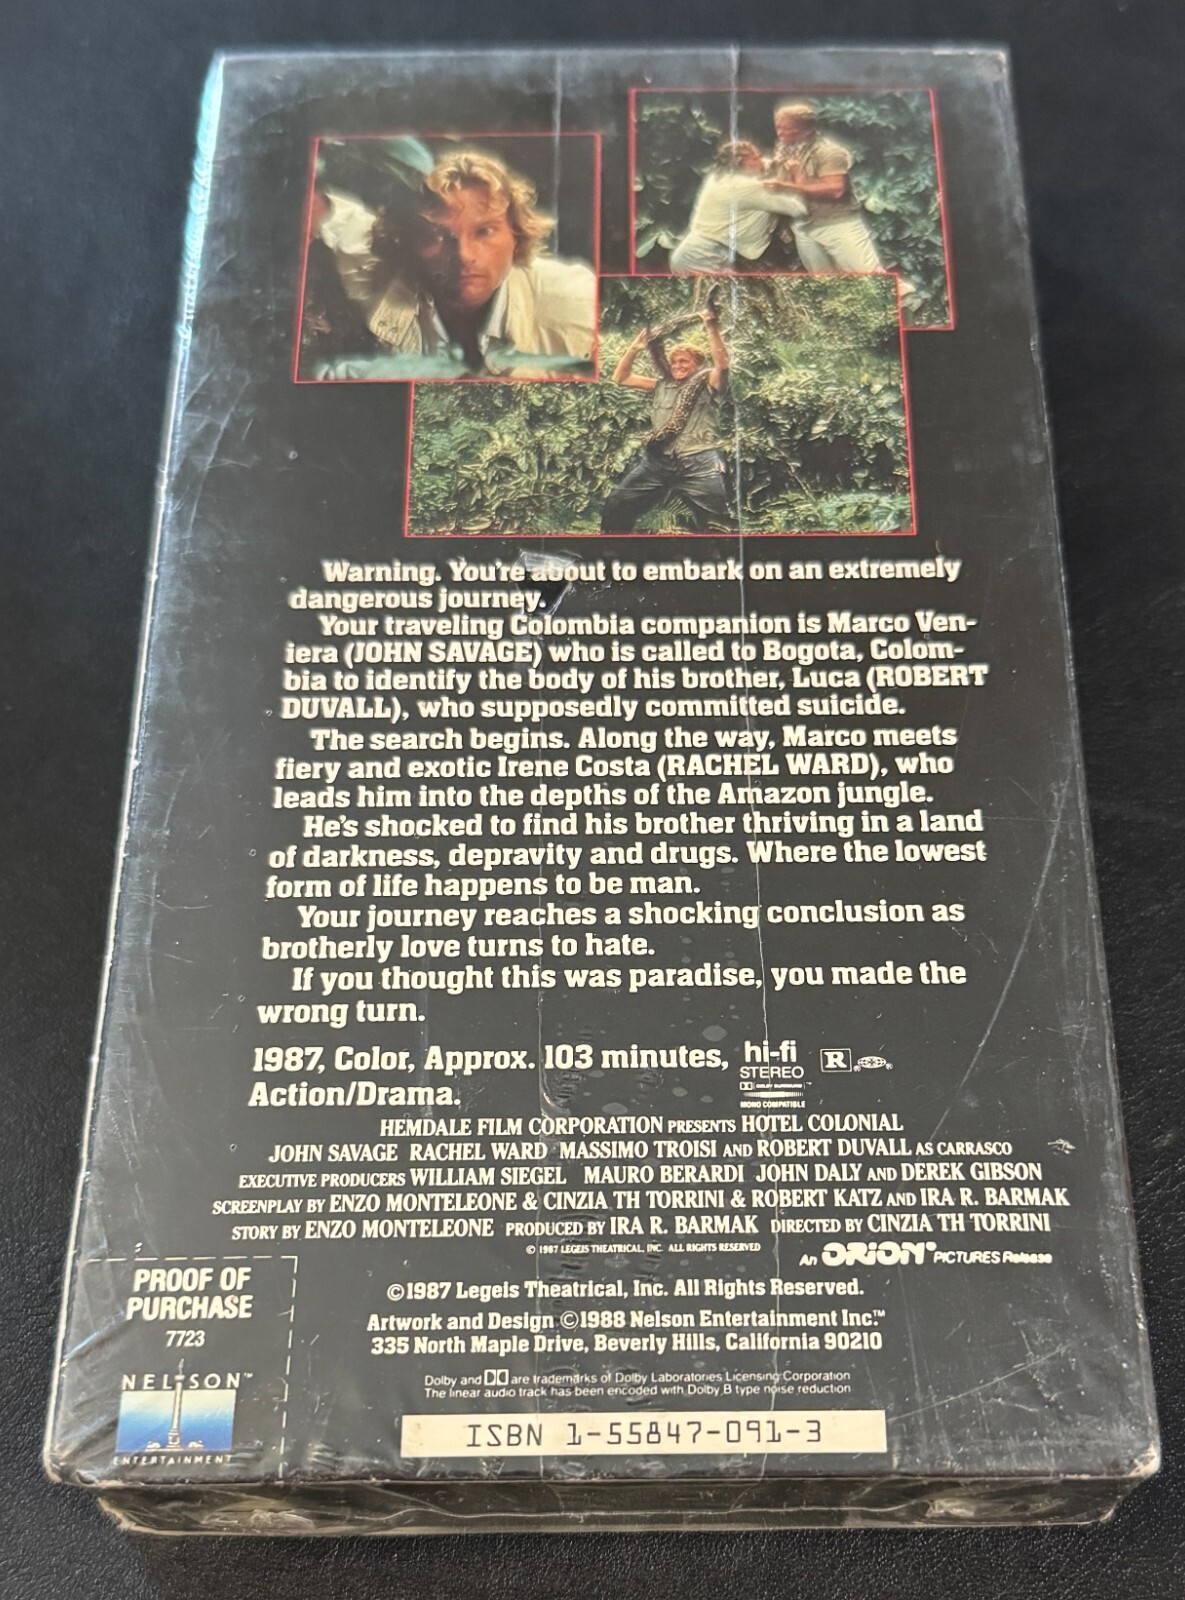 Warning. You're about to embark on an extremely
dangerous journey.
Your traveling Colombia companion is Marco Ven-
iera (JOHN SAVAGE) who is called to Bogota, Colom-
bia to identify the body of his brother, Luca (ROBERT
DUVALL), who supposedly committed suicide.
The search begins. Along the way, Marco meets
fiery and exotic Irene Costa (RACHEL WARD), who
leads him into the depths of the Amazon jungle.
He's shocked to find his brother thriving in a land
of darkness, depravity and drugs. Where the lowest
form of life happens to be man.
Your journey reaches a shocking conclusion as
brotherly love turns to hate.
If you thought this was paradise, you made the
wrong turn.
1987, Color, Approx. 103 minutes,
Action/Drama.
hi-fi
STEREO
DOLBY SURROUND™
MONO COMPATIBLE
R
HEMDALE FILM CORPORATION PRESENTS HOTEL COLONIAL
JOHN SAVAGE RACHEL WARD MASSIMO TROISI AND ROBERT DUVALL AS CARRASCO
EXECUTIVE PRODUCERS WILLIAM SIEGEL MAURO BERARDI JOHN DALY AND DEREK GIBSON
SCREENPLAY BY ENZO MONTELEONE & CINZIA TH TORRINI & ROBERT KATZ AND IRA R. BARMAK
STORY BY ENZO MONTELEONE PRODUCED BY IRA R. BARMAK DIRECTED BY CINZIA TH TORRINI
© 1987 LEGEIS THEATRICAL, INC. ALL RIGHTS RESERVED
An ORION® PICTURES Release
PROOF OF
PURCHASE
7723
NELSON™
ENTERTAINMENT
©1987 Legeis Theatrical, Inc. All Rights Reserved.
Artwork and Design ©1988 Nelson Entertainment Inc.™
335 North Maple Drive, Beverly Hills, California 90210
Dolby and DD are trademarks of Dolby Laboratories Licensing Corporation
The linear audio track has been encoded with Dolby B type noise reduction
ISBN 1-55847-091-3